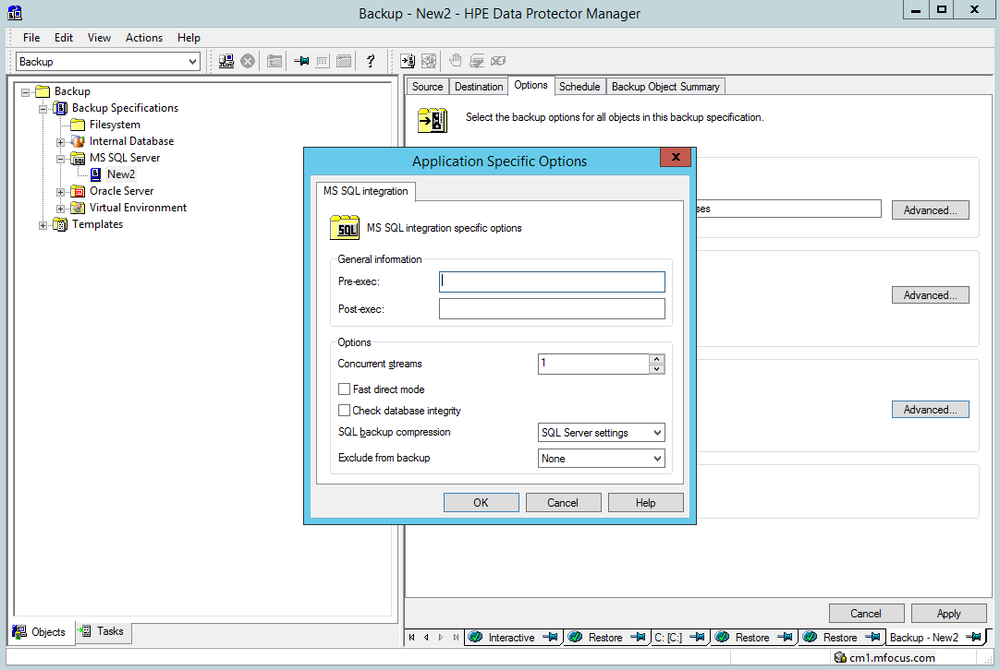 Backup - New2 - HPE Data Protector Manager
File Edit View Actions Help
Backup
Backup
Backup Specifications
Filesystem
Internal Database
MS SQL Server
New2
Oracle Server
Virtual Environment
Templates
Objects Tasks
Source Destination Options Schedule Backup Object Summary
Select the backup options for all objects in this backup specification.
Advanced...
Advanced...
Advanced...
Application Specific Options
MS SQL integration
SQL MS SQL integration specific options
General information
Pre-exec:
Post-exec:
Options
Concurrent streams 1
Fast direct mode
Check database integrity
SQL backup compression SQL Server settings
Exclude from backup None
OK Cancel Help
Cancel Apply
Interactive Restore C: [C:] Restore Restore Backup - New2
cm1.mfocus.com